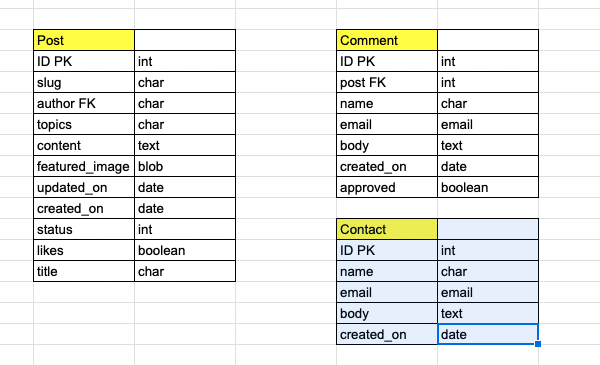 Post
ID PK int
slug char
author FK char
topics char
content text
featured_image blob
updated_on date
created_on date
status int
likes boolean
title char
Comment
ID PK int
post FK int
name char
email email
body text
created_on date
approved boolean
Contact
ID PK int
name char
email email
body text
created_on date